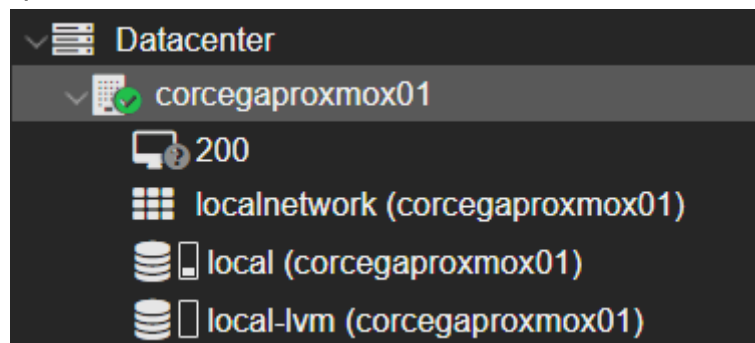 Datacenter
corcegaproxmox01
200
localnetwork (corcegaproxmox01)
local (corcegaproxmox01)
local-lvm (corcegaproxmox01)